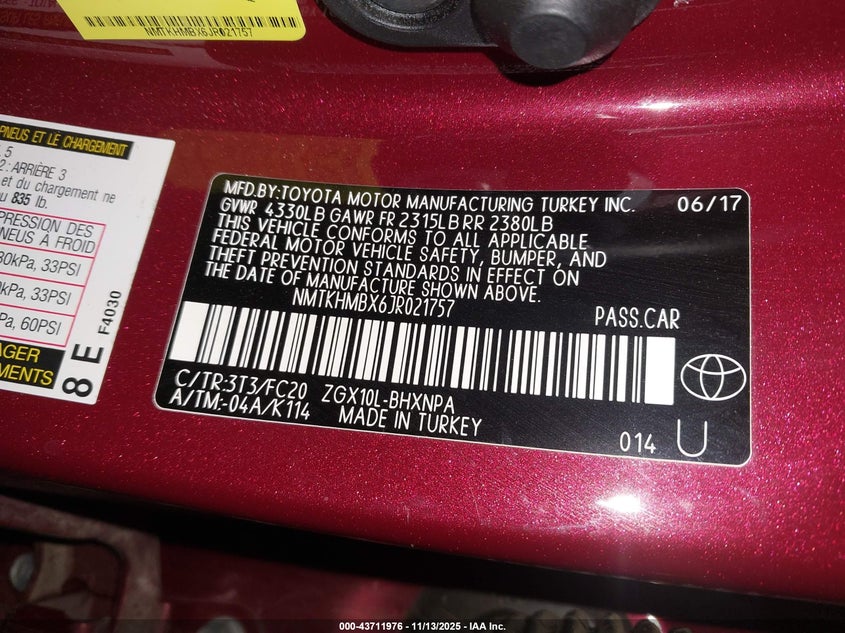 NMTKHMBX6JR021757
PNEUS ET LE CHARGEMENT
5
2 : ARRIÈRE 3
et du chargement ne
835 lb.
PRESSION DES
PNEUS À FROID
kPa, 33PSI
kPa, 33PSI
kPa, 60PSI
8 E
F4030
MFD.BY:TOYOTA MOTOR MANUFACTURING TURKEY INC. 06/17
GVWR 4330LB GAWR FR 2315LB RR 2380LB
THIS VEHICLE CONFORMS TO ALL APPLICABLE
FEDERAL MOTOR VEHICLE SAFETY, BUMPER, AND
THEFT PREVENTION STANDARDS IN EFFECT ON
THE DATE OF MANUFACTURE SHOWN ABOVE.
NMTKHMBX6JR021757 PASS.CAR
C/TR:3T3/FC20 ZGX10L-BHXNPA
A/TM:-04A/K114 MADE IN TURKEY
014 U
000-43711976 - 11/13/2025 - IAA Inc.